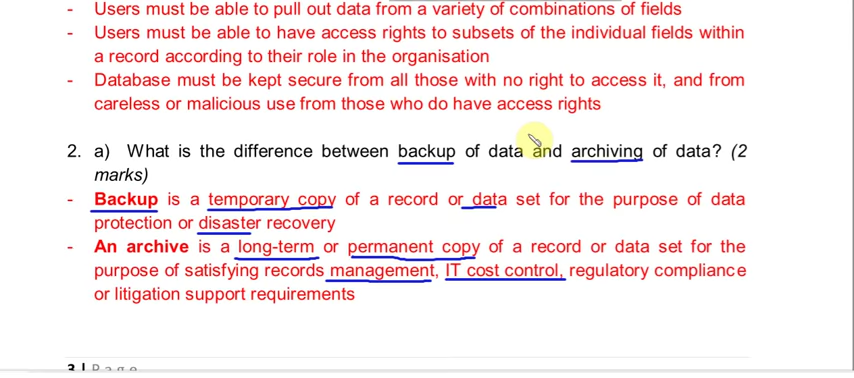 - Users must be able to pull out data from a variety of combinations of fields
- Users must be able to have access rights to subsets of the individual fields within
a record according to their role in the organisation
- Database must be kept secure from all those with no right to access it, and from
careless or malicious use from those who do have access rights
2. a) What is the difference between backup of data and archiving of data? (2
marks)
- Backup is a temporary copy of a record or data set for the purpose of data
protection or disaster recovery
- An archive is a long-term or permanent copy of a record or data set for the
purpose of satisfying records management, IT cost control, regulatory compliance
or litigation support requirements
3 | Page